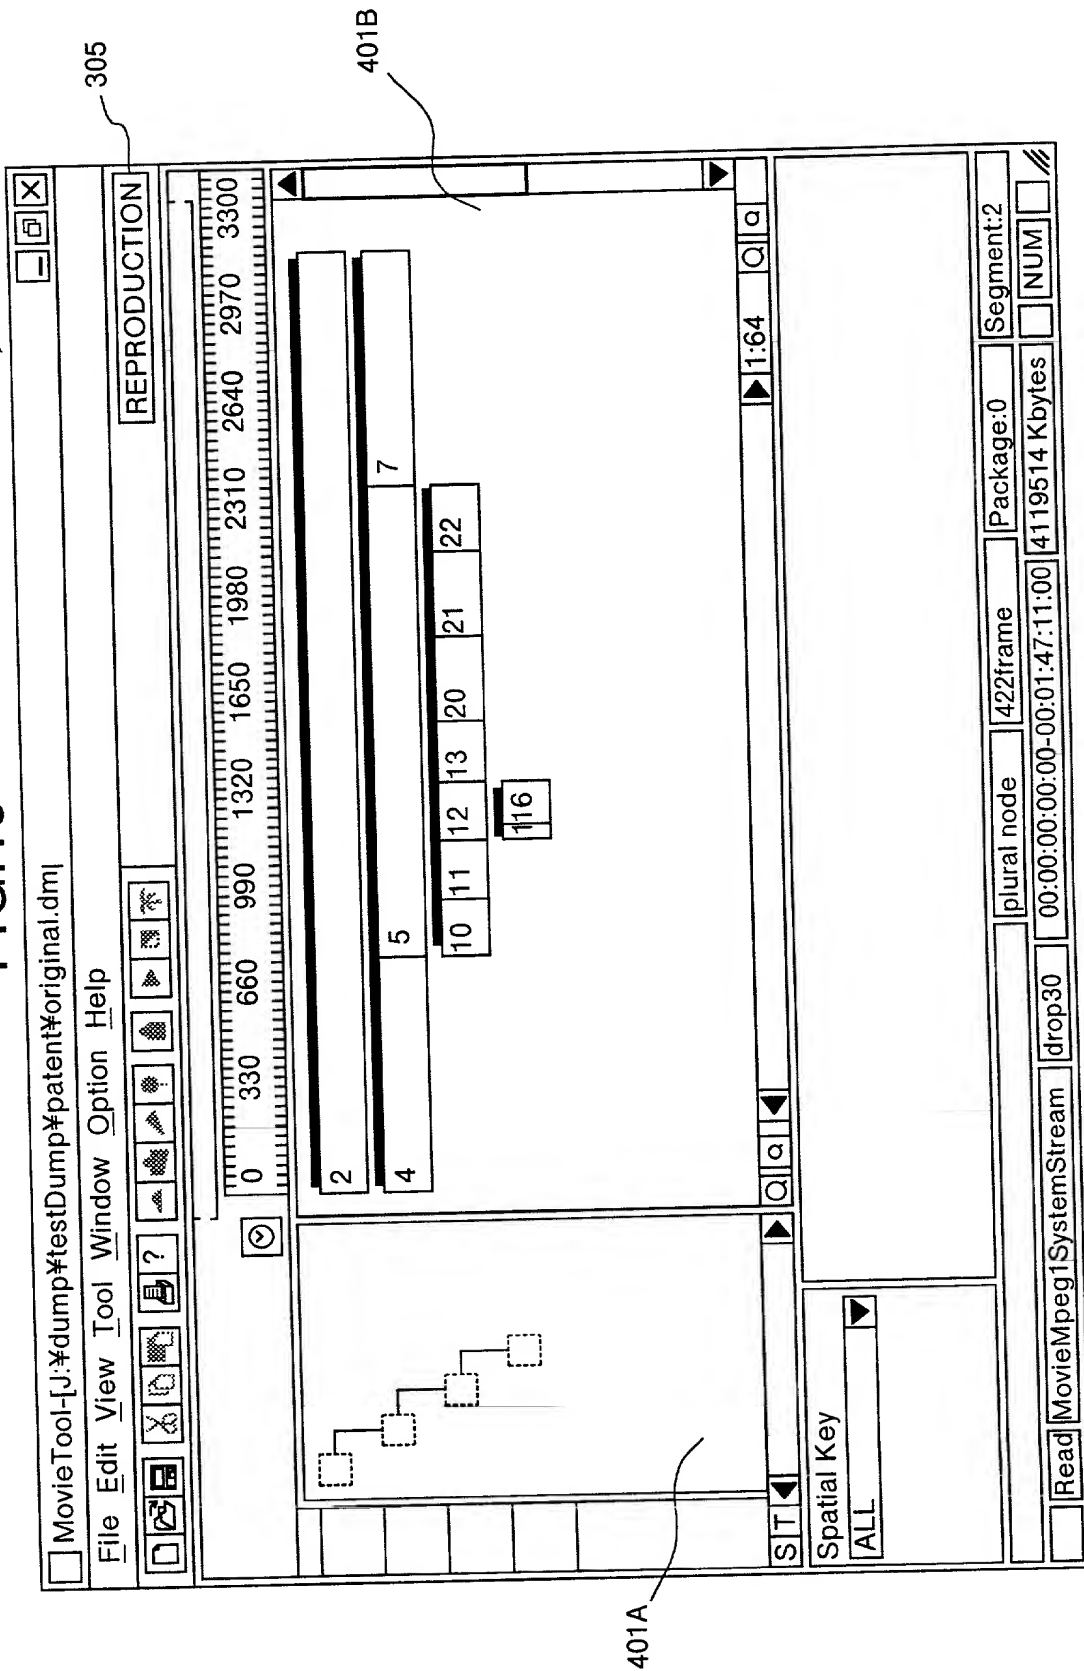 MovieTool-[J:¥dump¥testDump¥patent¥original.dm|
File Edit View Tool Window Option Help
?
REPRODUCTION
305
0 330 660 990 1320 1650 1980 2310 2640 2970 3300
2
4 5 7
10 11 12 13 20 21 22
116
401B
401A
S T
1:64
Spatial Key
ALL
plural node 422frame Package:0 Segment:2
Read MovieMpeg1SystemStream drop30 00:00:00:00-00:01:47:11:00 4119514 Kbytes NUM